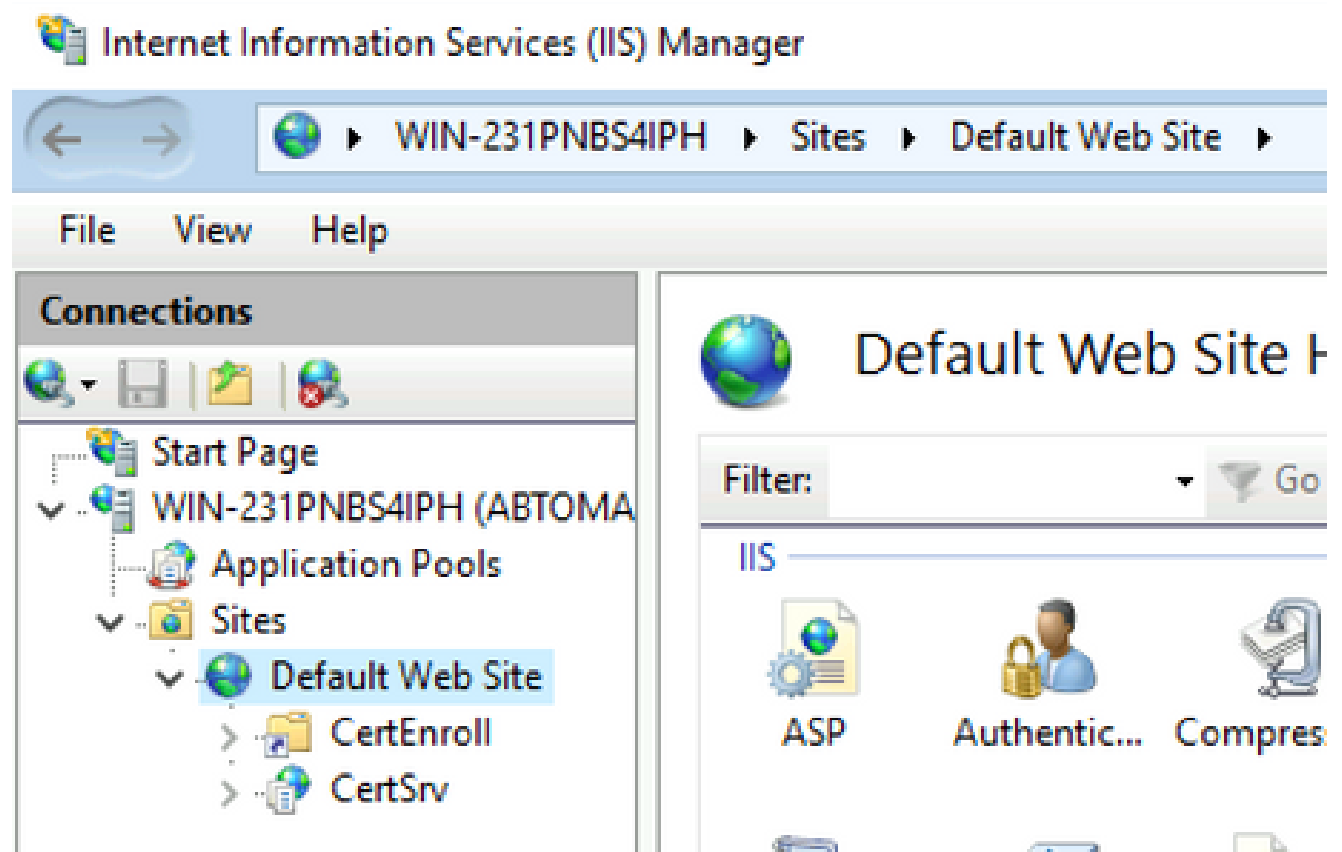 Internet Information Services (IIS) Manager
WIN-231PNBS4IPH Sites Default Web Site
File View Help
Connections
Default Web Site H
Start Page
Filter: Go
WIN-231PNBS4IPH (ABTOMA
IIS
Application Pools
Sites
Default Web Site
CertEnroll
ASP Authentic... Compres
CertSrv